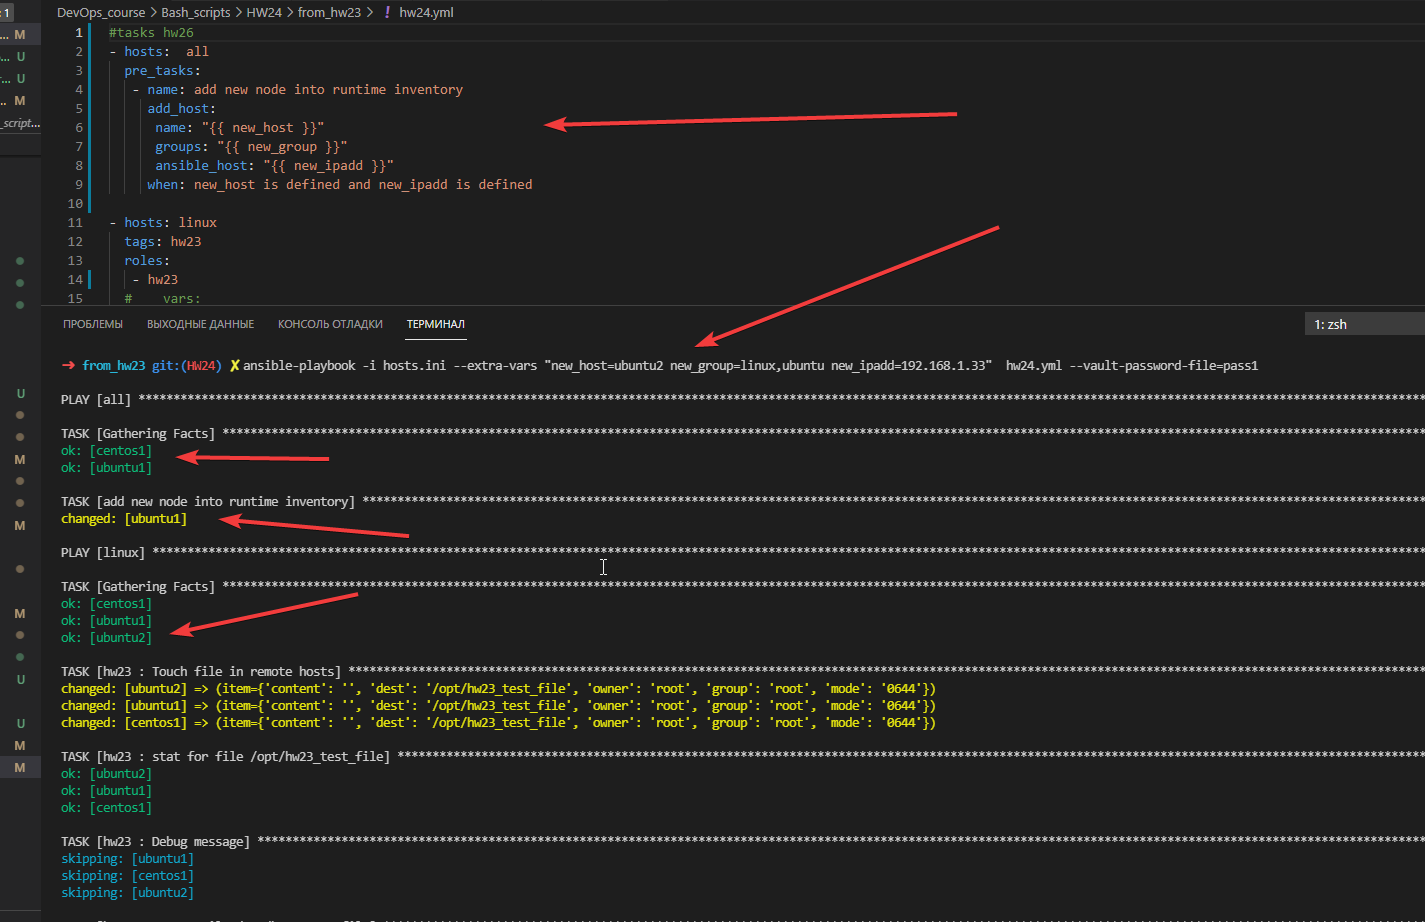 : 1
DevOps_course > Bash_scripts > HW24 > from_hw23 > ! hw24.yml
... M
... U
...
... M
_script...
1 #tasks hw26
2 - hosts:  all
3   pre_tasks:
4    - name: add new node into runtime inventory
5      add_host:
6       name: "{{ new_host }}"
7       groups: "{{ new_group }}"
8       ansible_host: "{{ new_ipadd }}"
9      when: new_host is defined and new_ipadd is defined
10
11 - hosts: linux
12   tags: hw23
13   roles:
14    - hw23
15   #    vars:
ПРОБЛЕМЫ ВЫХОДНЫЕ ДАННЫЕ КОНСОЛЬ ОТЛАДКИ ТЕРМИНАЛ 1: zsh
➜ from_hw23 git:(HW24) ✗ ansible-playbook -i hosts.ini --extra-vars "new_host=ubuntu2 new_group=linux,ubuntu new_ipadd=192.168.1.33"  hw24.yml --vault-password-file=pass1
PLAY [all] ****
TASK [Gathering Facts] ****
ok: [centos1]
ok: [ubuntu1]
TASK [add new node into runtime inventory] ****
changed: [ubuntu1]
PLAY [linux] ****
TASK [Gathering Facts] ****
ok: [centos1]
ok: [ubuntu1]
ok: [ubuntu2]
TASK [hw23 : Touch file in remote hosts] ****
changed: [ubuntu2] => (item={'content': '', 'dest': '/opt/hw23_test_file', 'owner': 'root', 'group': 'root', 'mode': '0644'})
changed: [ubuntu1] => (item={'content': '', 'dest': '/opt/hw23_test_file', 'owner': 'root', 'group': 'root', 'mode': '0644'})
changed: [centos1] => (item={'content': '', 'dest': '/opt/hw23_test_file', 'owner': 'root', 'group': 'root', 'mode': '0644'})
TASK [hw23 : stat for file /opt/hw23_test_file] ****
ok: [ubuntu2]
ok: [ubuntu1]
ok: [centos1]
TASK [hw23 : Debug message] ****
skipping: [ubuntu1]
skipping: [centos1]
skipping: [ubuntu2]
U
M
M
M
U
U
M
M